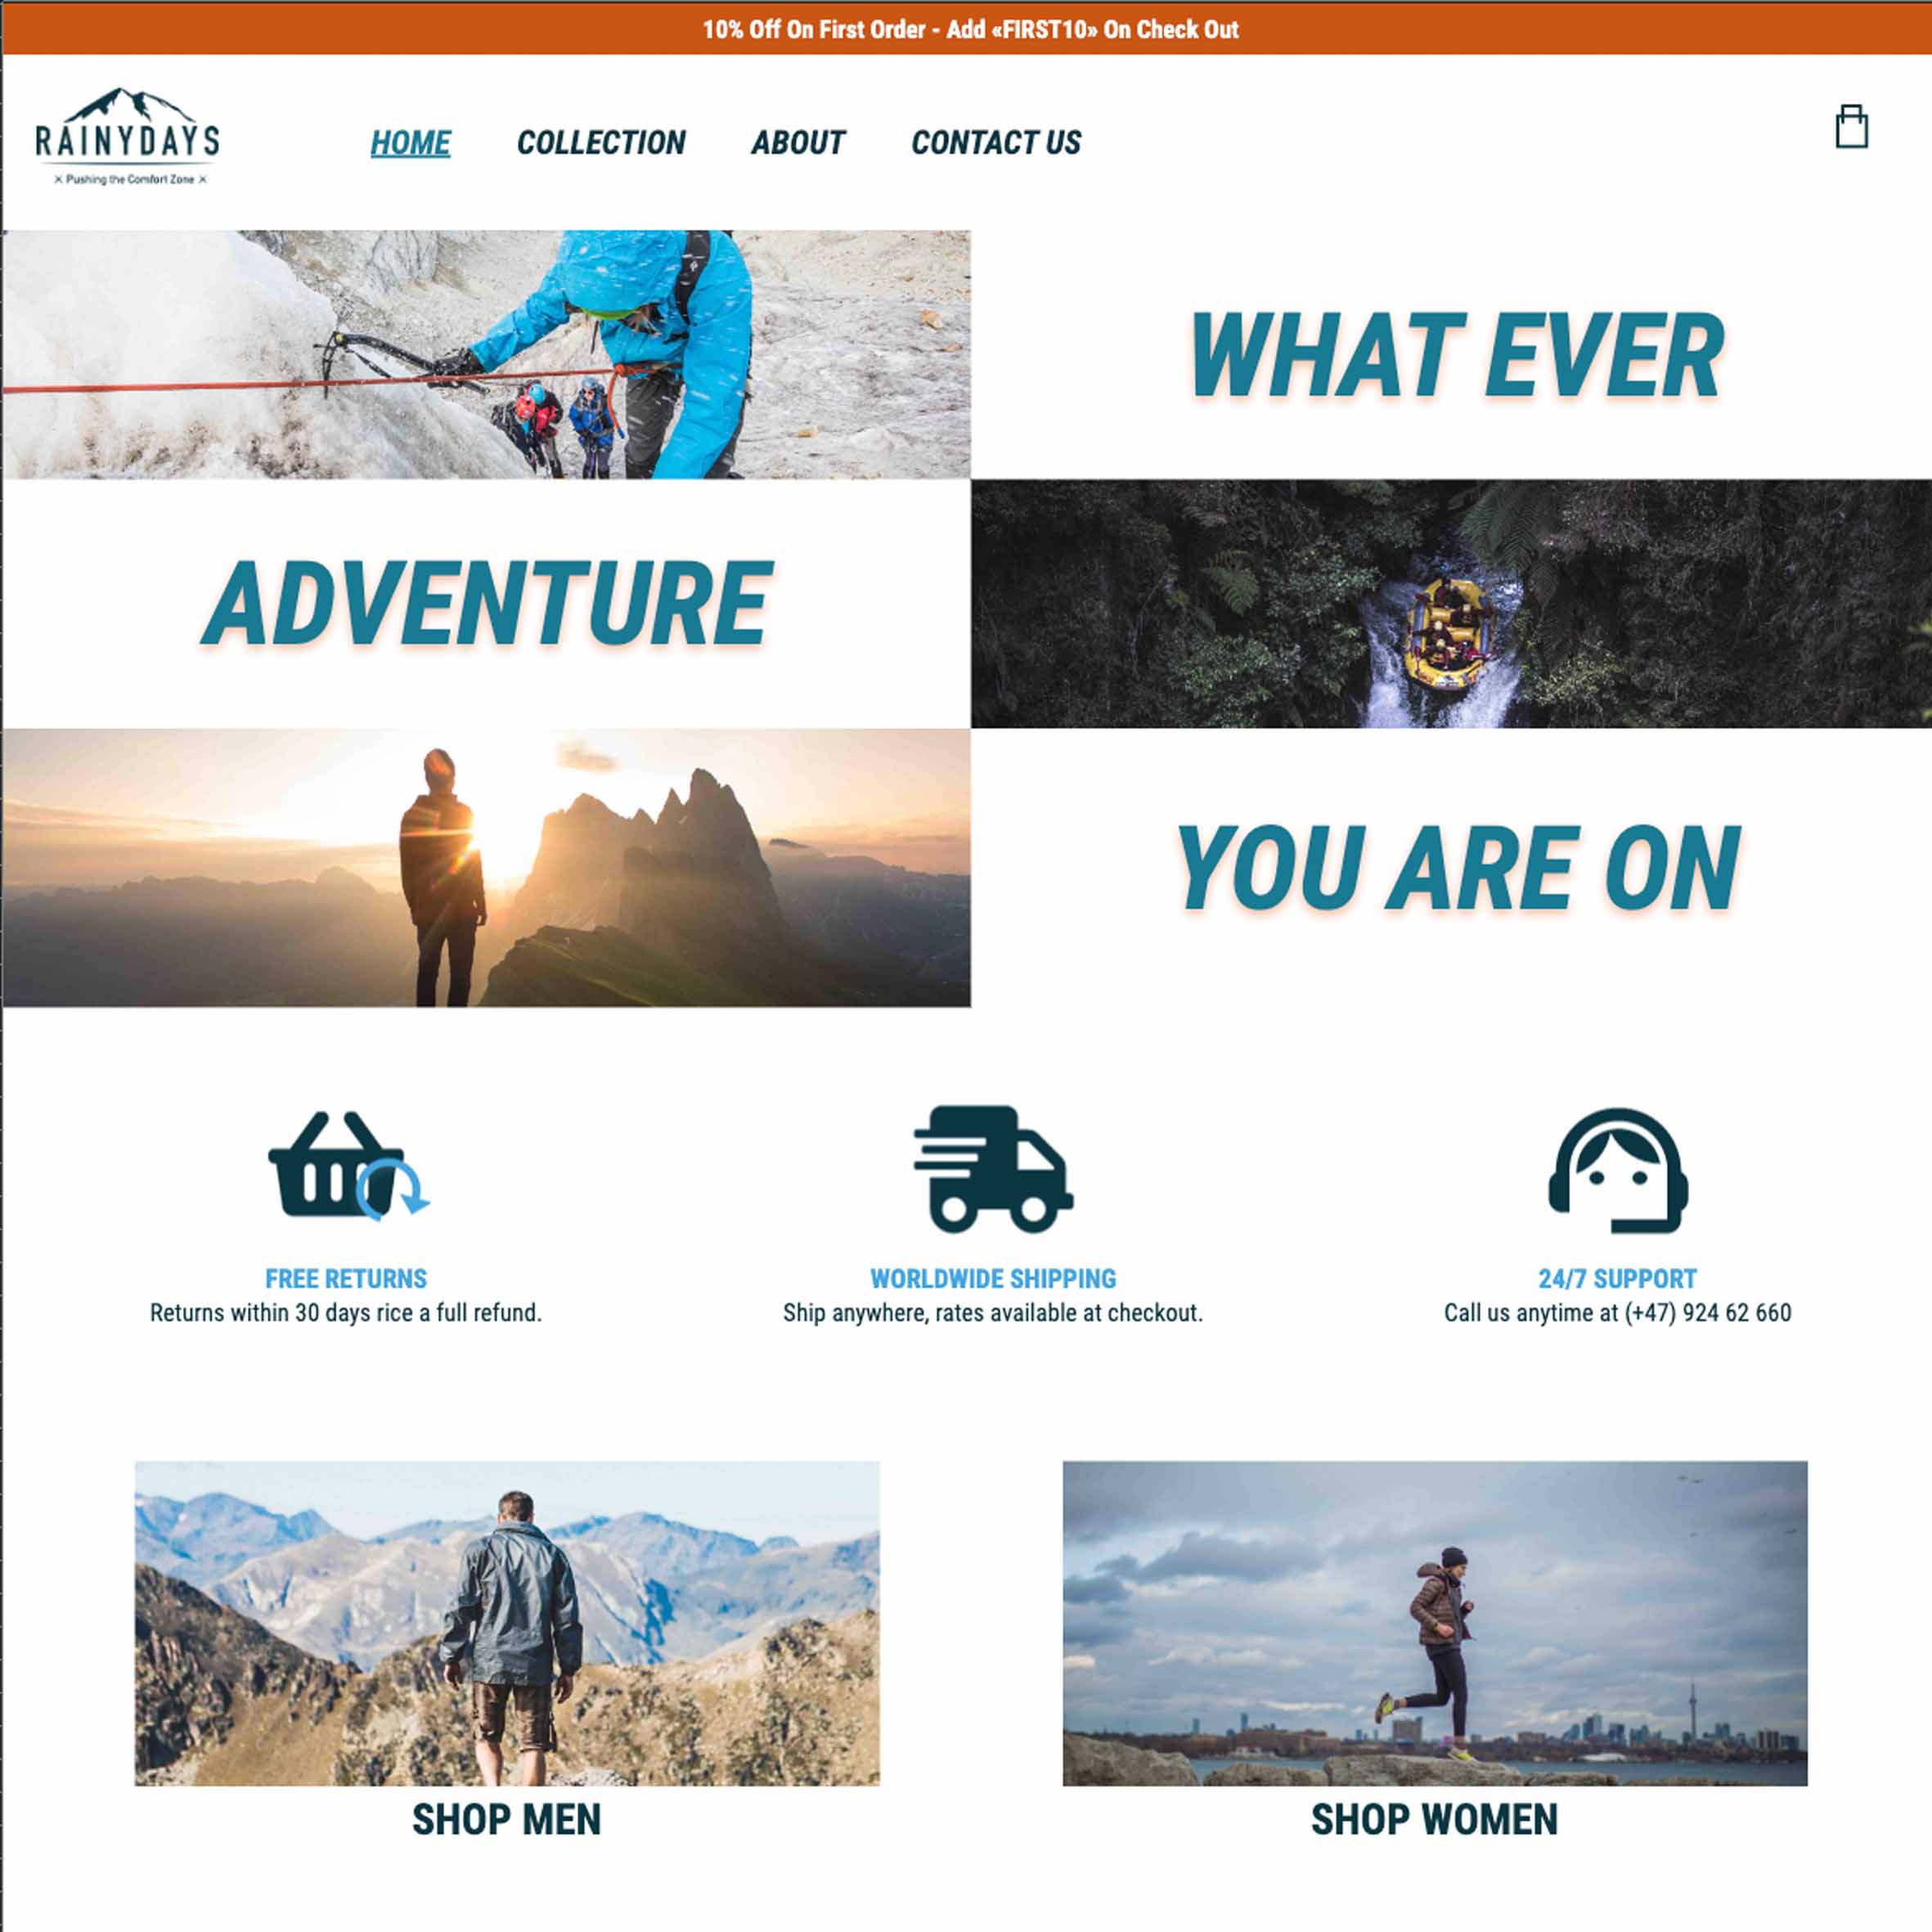 10% Off On First Order - Add «FIRST10» On Check Out
RAINYDAYS
× Pushing the Comfort Zone ×
HOME COLLECTION ABOUT CONTACT US
WHAT EVER
ADVENTURE
YOU ARE ON
FREE RETURNS
Returns within 30 days rice a full refund.
WORLDWIDE SHIPPING
Ship anywhere, rates available at checkout.
24/7 SUPPORT
Call us anytime at (+47) 924 62 660
SHOP MEN
SHOP WOMEN